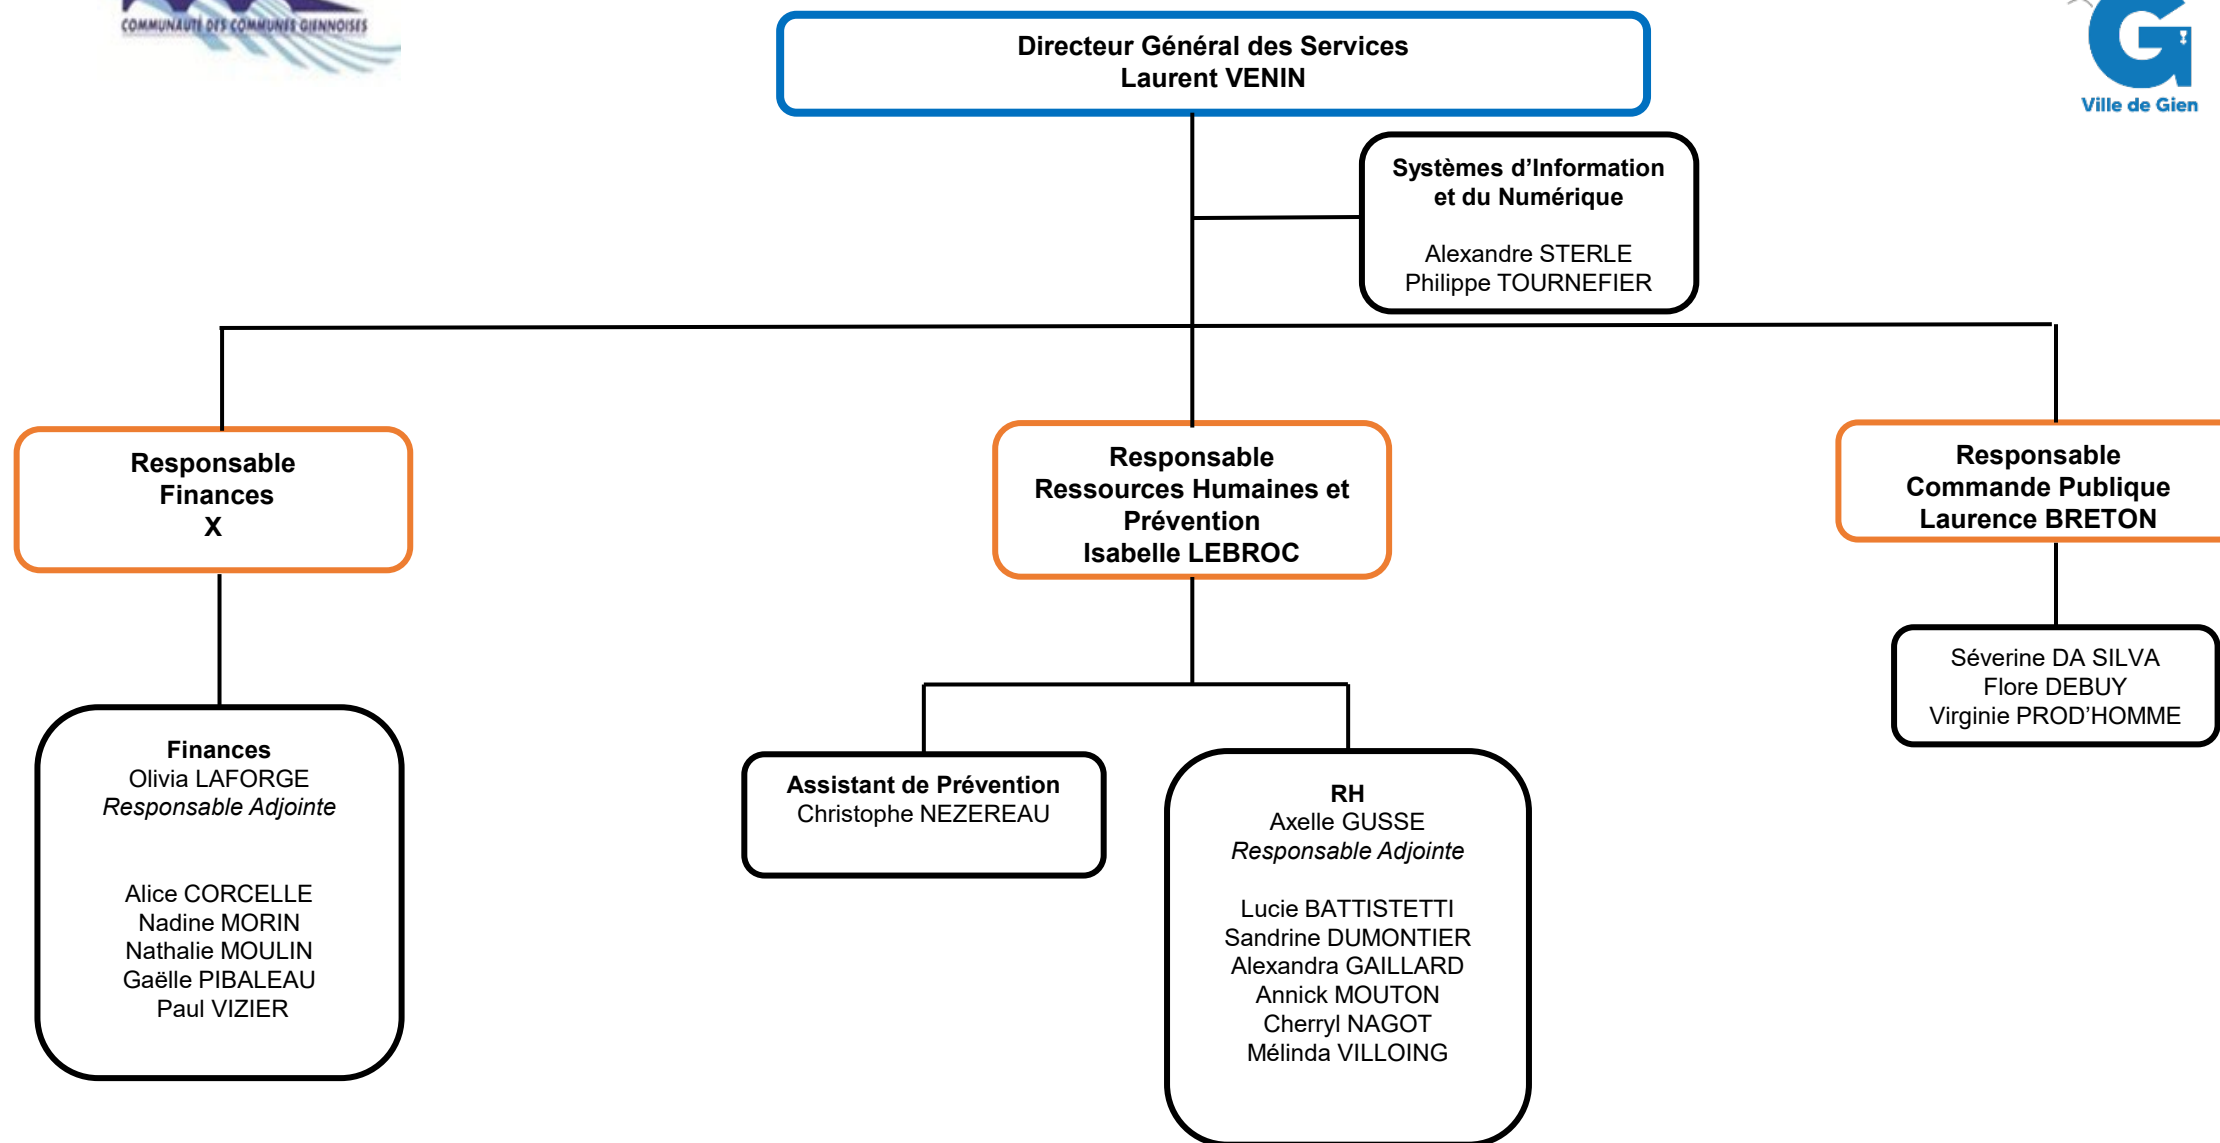 COMMUNAUTÉ DES COMMUNES GIENNOISES
Directeur Général des Services
Laurent VENIN
Ville de Gien
Systèmes d’Information
et du Numérique
Alexandre STERLE
Philippe TOURNEFIER
Responsable
Finances
X
Responsable
Ressources Humaines et
Prévention
Isabelle LEBROC
Responsable
Commande Publique
Laurence BRETON
Séverine DA SILVA
Flore DEBUY
Virginie PROD’HOMME
Finances
Olivia LAFORGE
Responsable Adjointe
Alice CORCELLE
Nadine MORIN
Nathalie MOULIN
Gaëlle PIBALEAU
Paul VIZIER
Assistant de Prévention
Christophe NEZEREAU
RH
Axelle GUSSE
Responsable Adjointe
Lucie BATTISTETTI
Sandrine DUMONTIER
Alexandra GAILLARD
Annick MOUTON
Cherryl NAGOT
Mélinda VILLOING